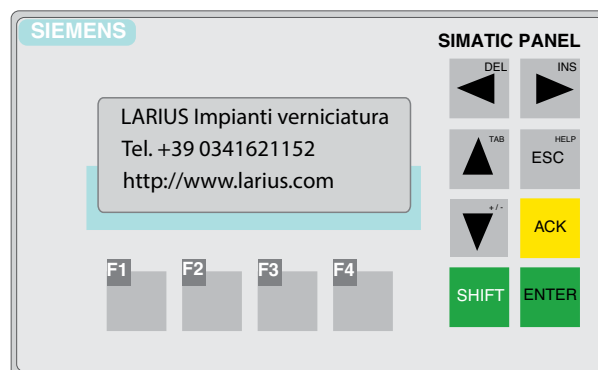 SIEMENS
SIMATIC PANEL
DEL
INS
LARIUS Impianti verniciatura
Tel. +39 0341621152
http://www.larius.com
TAB
HELP
ESC
+ / -
ACK
F1 F2 F3 F4
SHIFT ENTER